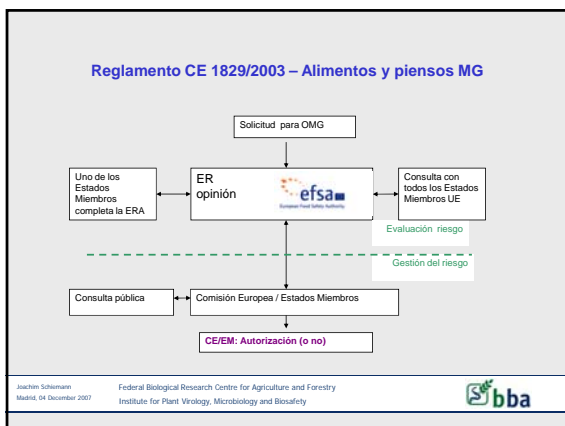 Reglamento CE 1829/2003 – Alimentos y piensos MG
Solicitud para OMG
Uno de los
Estados
Miembros
completa la ERA
ER
opinión
efsa
European Food Safety Authority
Consulta con
todos los Estados
Miembros UE
Evaluación riesgo
Gestión del riesgo
Consulta pública
Comisión Europea / Estados Miembros
CE/EM: Autorización (o no)
Joachim Schiemann
Madrid, 04 December 2007
Federal Biological Research Centre for Agriculture and Forestry
Institute for Plant Virology, Microbiology and Biosafety
bba